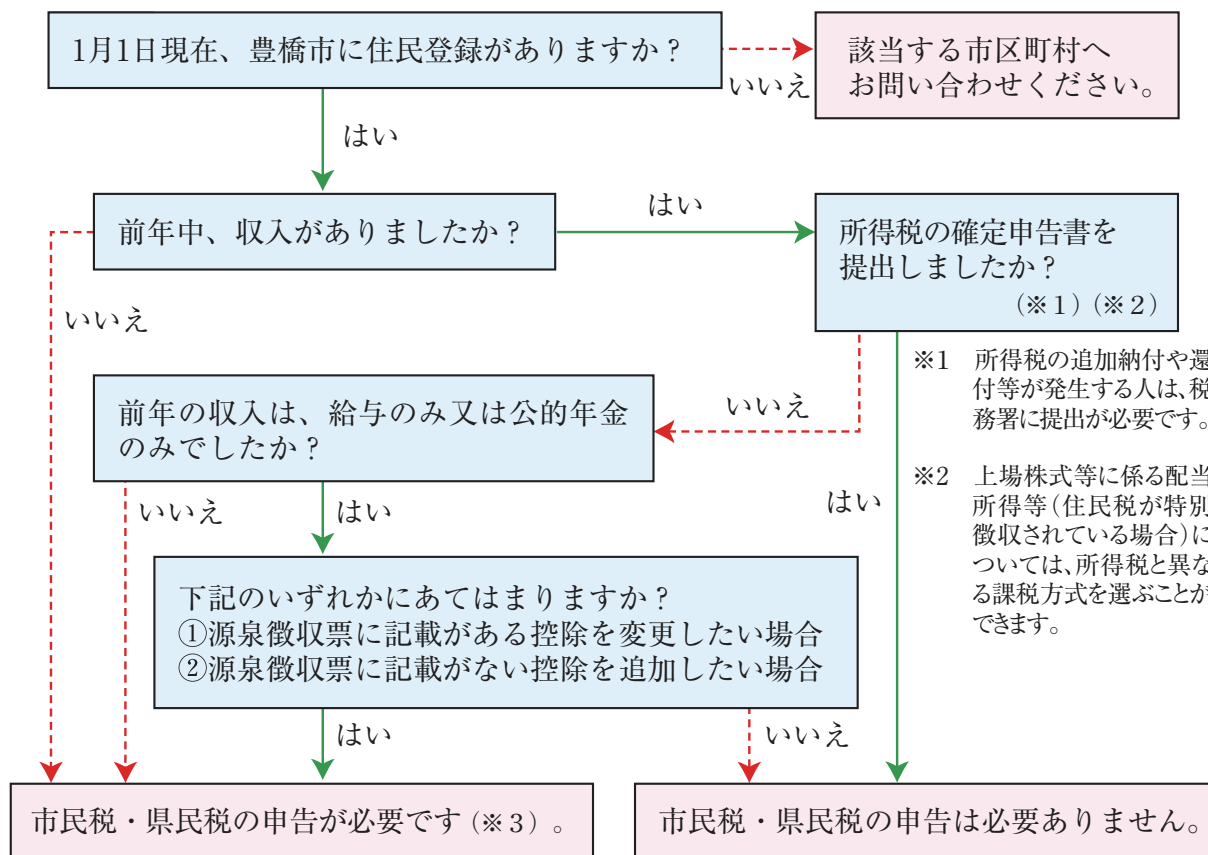 1月1日現在、豊橋市に住民登録がありますか？
いいえ
該当する市区町村へ
お問い合わせください。
はい
前年中、収入がありましたか？
はい
所得税の確定申告書を
提出しましたか？
（※1）（※2）
いいえ
※1 所得税の追加納付や還
付等が発生する人は、税
務署に提出が必要です。
前年の収入は、給与のみ又は公的年金
のみでしたか？
いいえ
※2 上場株式等に係る配当
所得等（住民税が特別
徴収されている場合）に
ついては、所得税と異な
る課税方式を選ぶことが
できます。
はい
いいえ
はい
下記のいずれかにあてはまりますか？
①源泉徴収票に記載がある控除を変更したい場合
②源泉徴収票に記載がない控除を追加したい場合
はい
いいえ
市民税・県民税の申告が必要です（※3）。
市民税・県民税の申告は必要ありません。